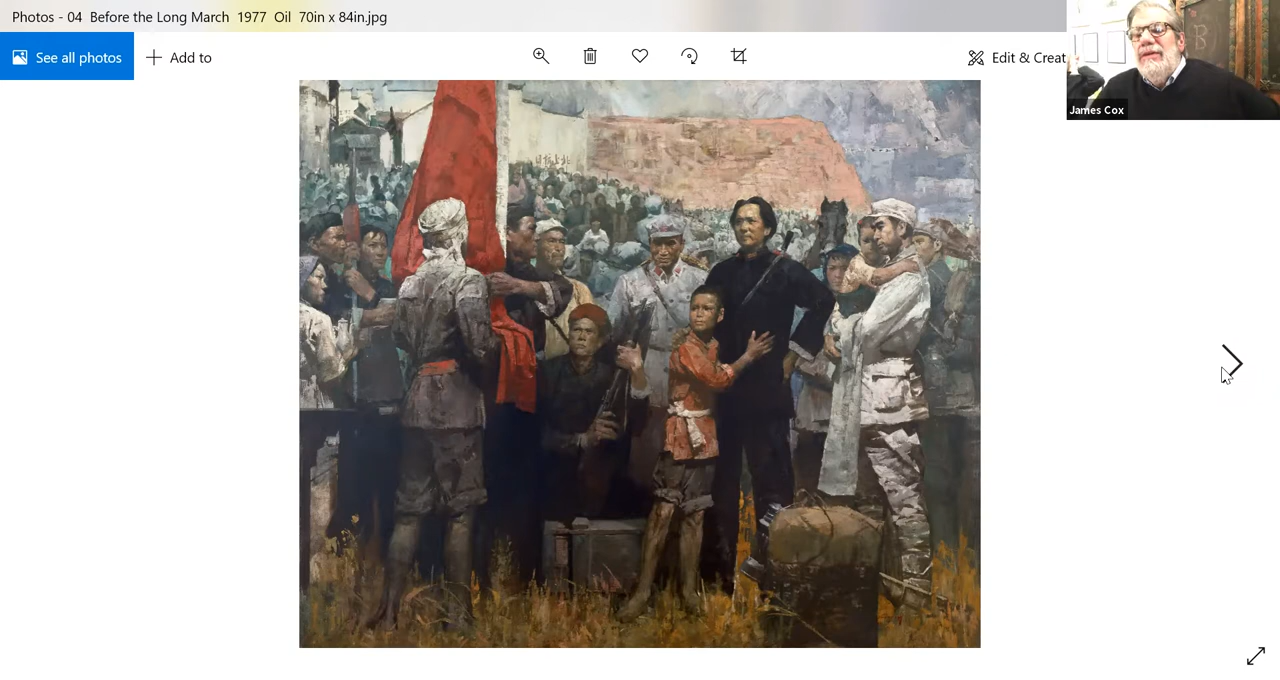 Photos - 04  Before the Long March  1977  Oil  70in x 84in.jpg
See all photos
Add to
Edit & Creat
James Cox